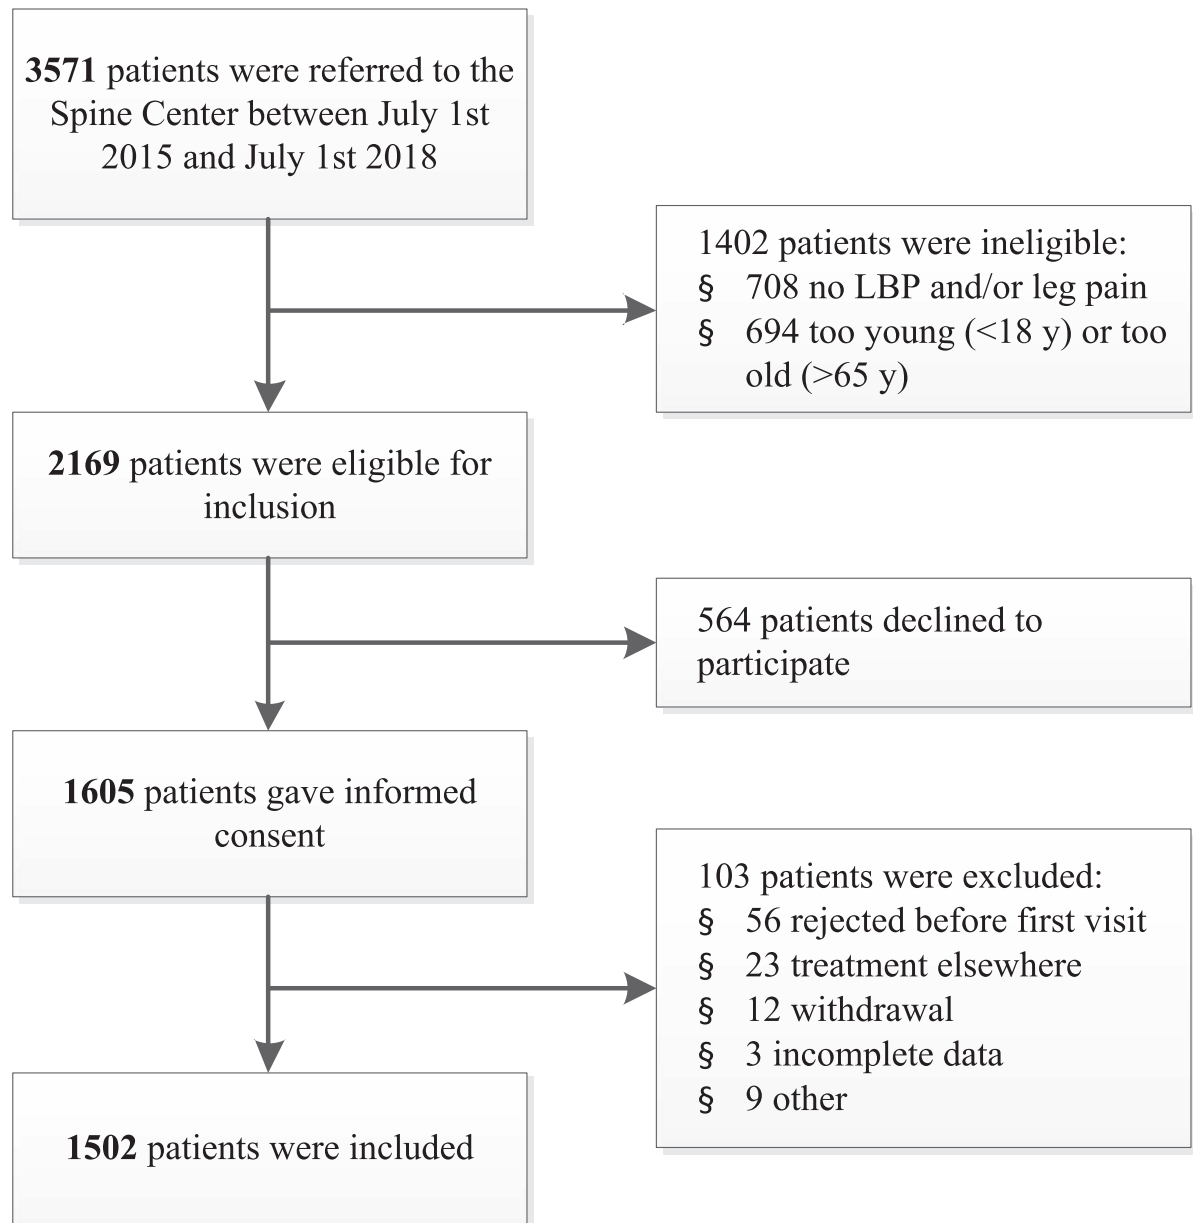 3571 patients were referred to the
Spine Center between July 1st
2015 and July 1st 2018
1402 patients were ineligible:
§ 708 no LBP and/or leg pain
§ 694 too young (<18 y) or too
old (>65 y)
2169 patients were eligible for
inclusion
564 patients declined to
participate
1605 patients gave informed
consent
103 patients were excluded:
§ 56 rejected before first visit
§ 23 treatment elsewhere
§ 12 withdrawal
§ 3 incomplete data
§ 9 other
1502 patients were included